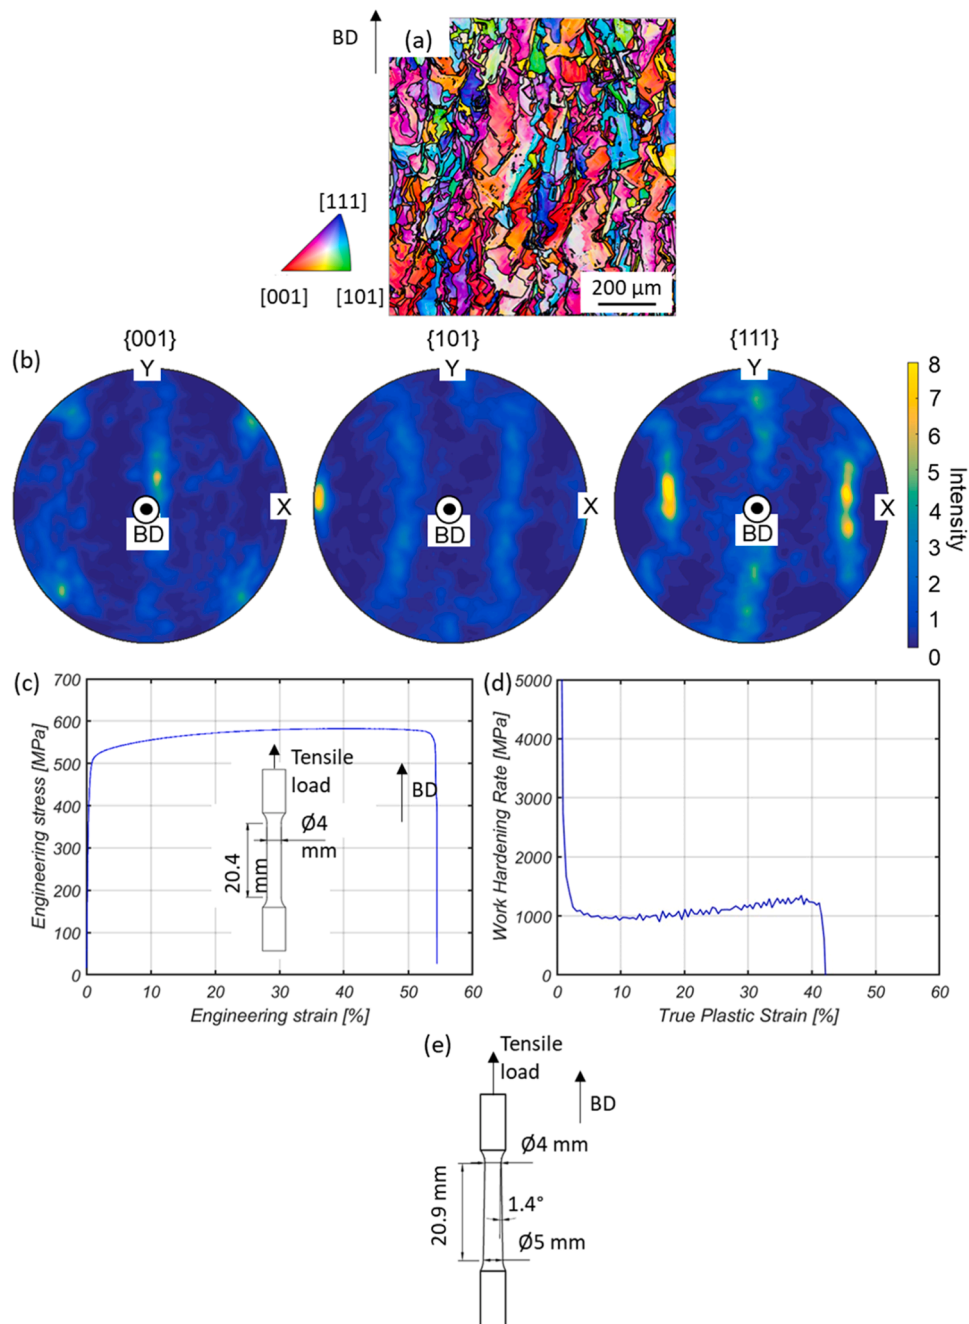 BD
(a)
[111]
[001] [101]
200 µm
(b)
{001}
{101}
{111}
Y
Y
Y
X
X
X
BD
BD
BD
8
7
6
5
4
3
2
1
0
Intensity
(c)
700
600
500
400
300
200
100
0
0 10 20 30 40 50 60
Engineering stress [MPa]
Engineering strain [%]
Tensile
load
BD
Ø4
mm
20.4
mm
(d)
5000
4000
3000
2000
1000
0
0 10 20 30 40 50 60
Work Hardening Rate [MPa]
True Plastic Strain [%]
(e)
Tensile
load
BD
Ø4 mm
20.9 mm
1.4°
Ø5 mm